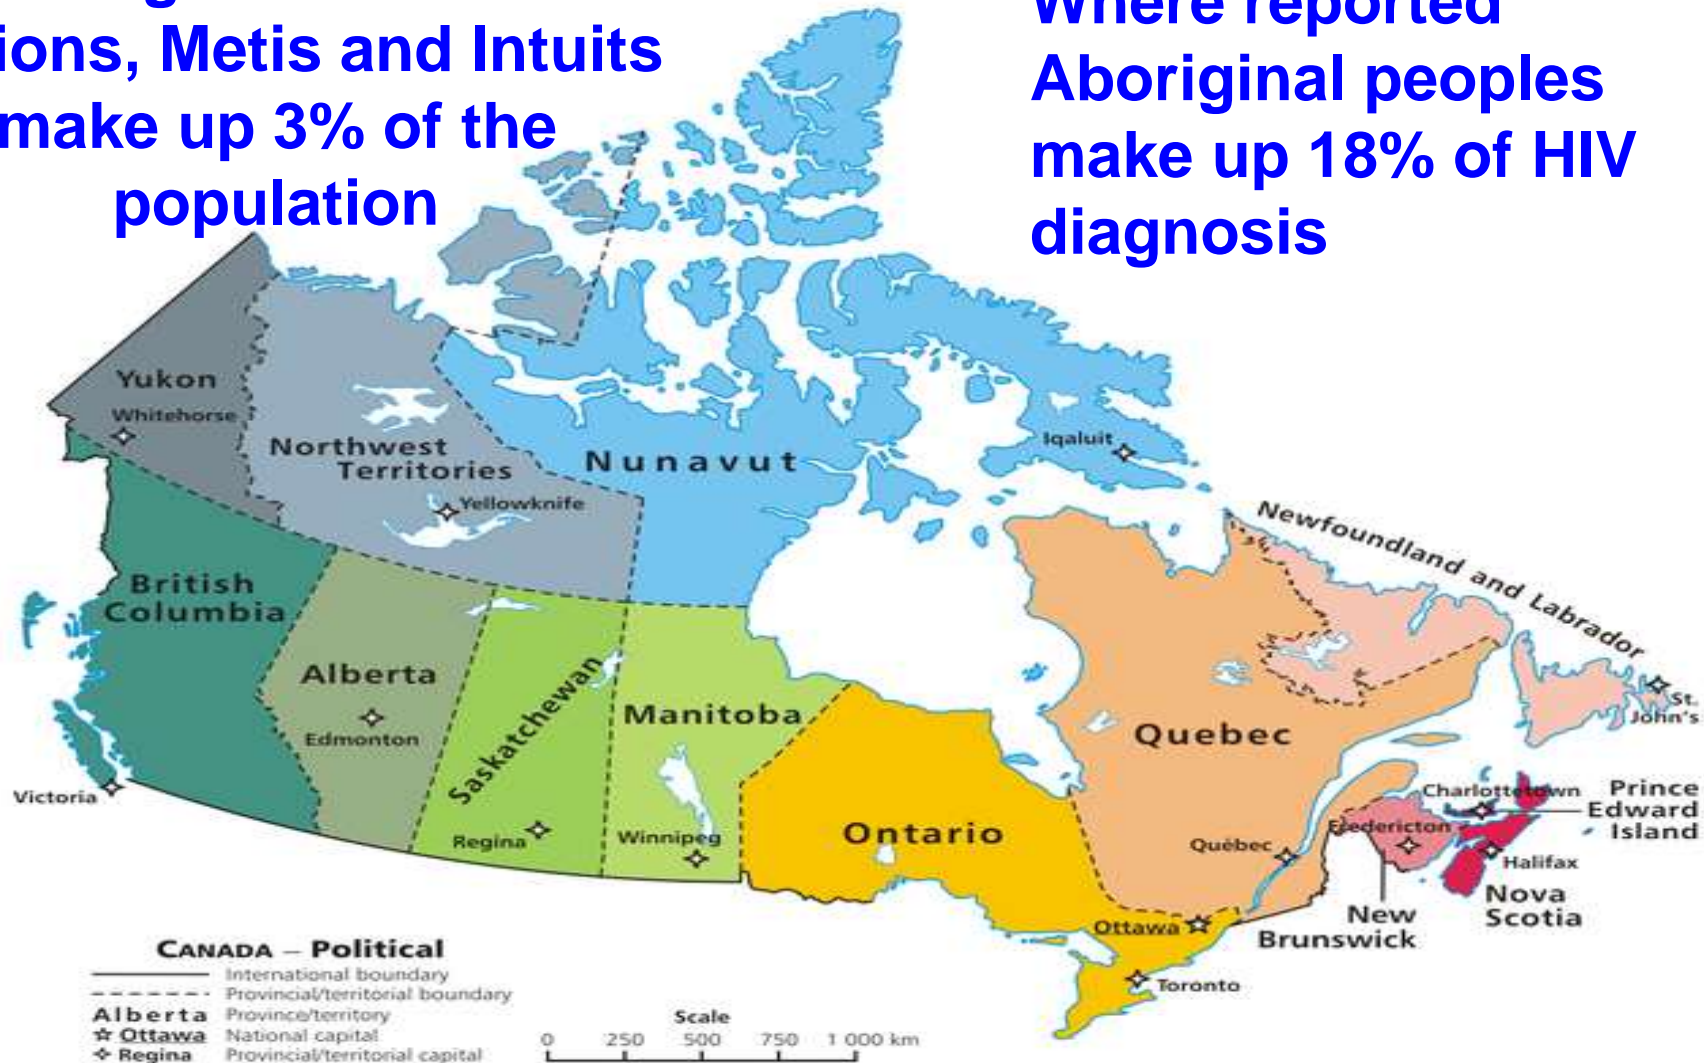 ions, Metis and Intuits
make up 3% of the
population
Where reported
Aboriginal peoples
make up 18% of HIV
diagnosis
Yukon
Whitehorse
Northwest
Territories
Yellowknife
Nunavut
Iqaluit
Newfoundland and Labrador
British
Columbia
Alberta
Edmonton
Saskatchewan
Manitoba
Quebec
St.
John's
Victoria
Regina
Winnipeg
Ontario
Québec
Charlottetown
Prince
Edward
Island
Fredericton
Halifax
Nova
Scotia
New
Brunswick
Ottawa
Toronto
CANADA – Political
International boundary
Provincial/territorial boundary
Alberta Province/territory
Ottawa National capital
Regina Provincial/territorial capital
Scale
0 250 500 750 1 000 km